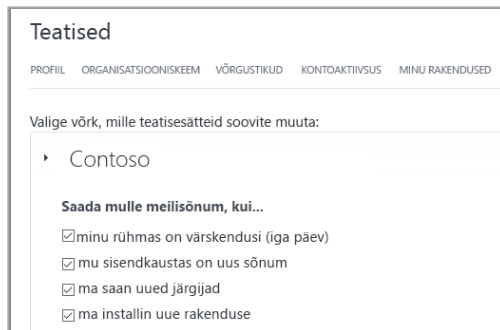 Teatised
PROFIIL ORGANISATSIOONISKEEM VÕRGUSTIKUD KONTOAKTIIVSUS MINU RAKENDUSED
Valige võrk, mille teatisesätteid soovite muuta:
Contoso
Saada mulle meilisõnum, kui...
minu rühmas on värskendusi (iga päev)
mu sisendkaustas on uus sõnum
ma saan uued järgijad
ma installin uue rakenduse